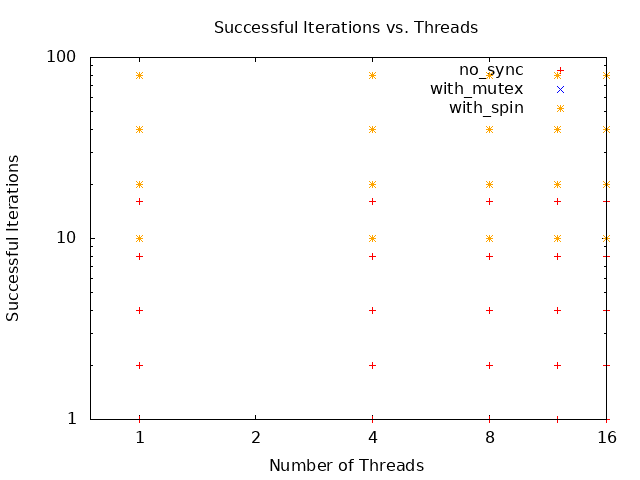 Successful Iterations vs. Threads
100
10
1
Successful Iterations
no_sync
with_mutex
with_spin
1 2 4 8 16
Number of Threads